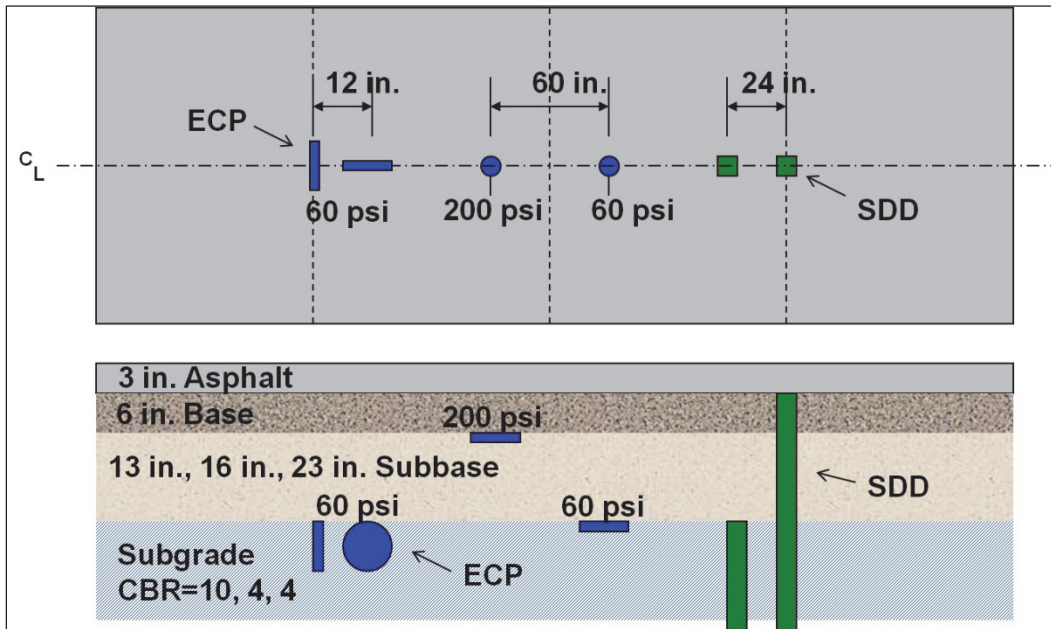 12 in.
60 in.
24 in.
ECP
C
L
60 psi
200 psi
60 psi
SDD
3 in. Asphalt
6 in. Base
200 psi
13 in., 16 in., 23 in. Subbase
SDD
60 psi
60 psi
Subgrade
ECP
CBR=10, 4, 4